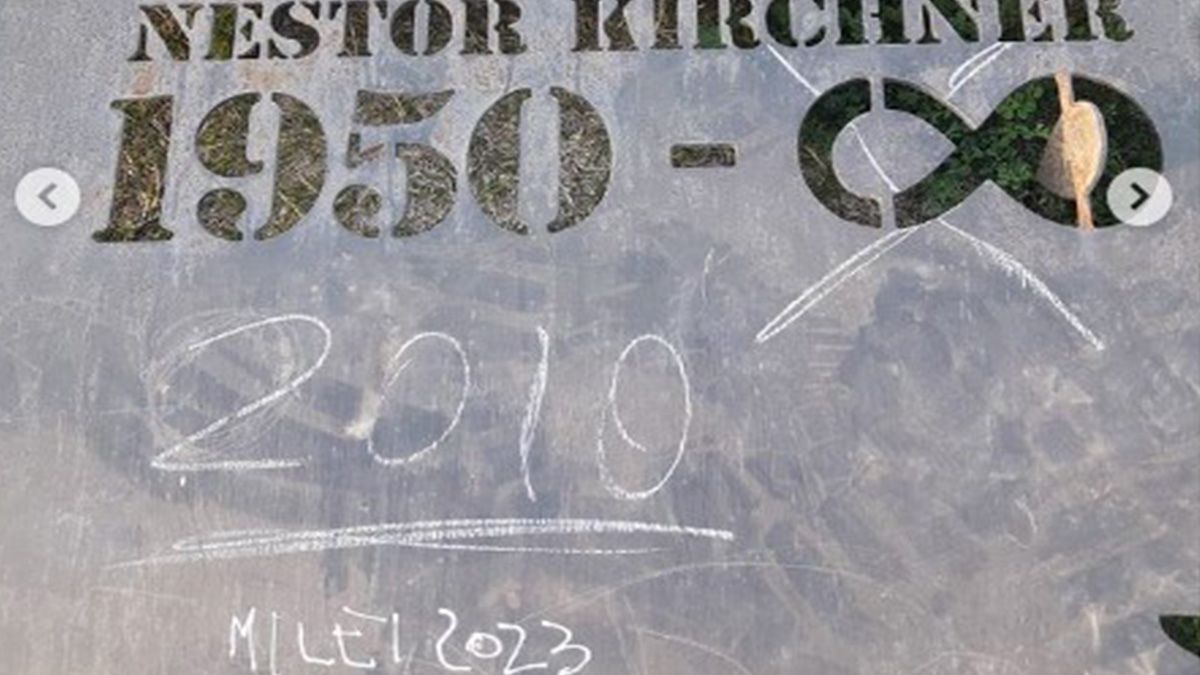 NESTOR KIRCHNER
1950 - ∞
2010
MILEI 2023